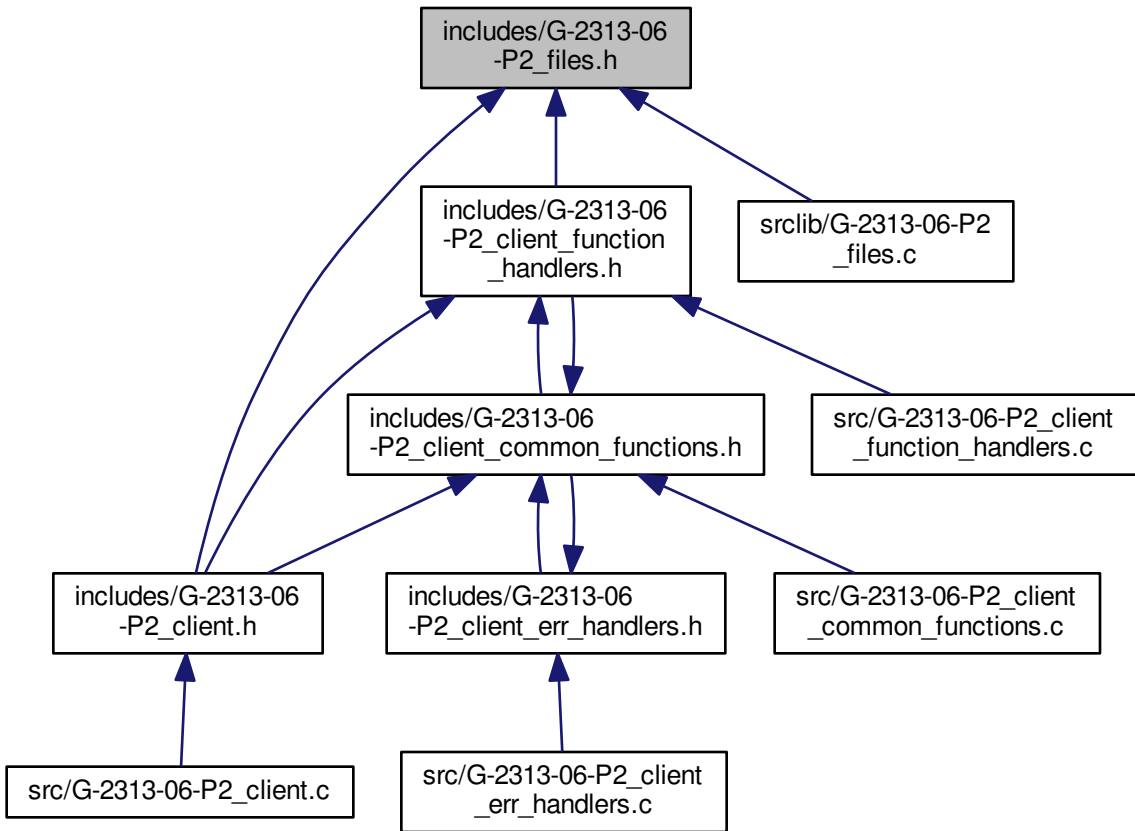 includes/G-2313-06
-P2_files.h
includes/G-2313-06
-P2_client_function
_handlers.h
srclib/G-2313-06-P2
_files.c
includes/G-2313-06
-P2_client_common_functions.h
src/G-2313-06-P2_client
_function_handlers.c
includes/G-2313-06
-P2_client.h
includes/G-2313-06
-P2_client_err_handlers.h
src/G-2313-06-P2_client
_common_functions.c
src/G-2313-06-P2_client.c
src/G-2313-06-P2_client
_err_handlers.c